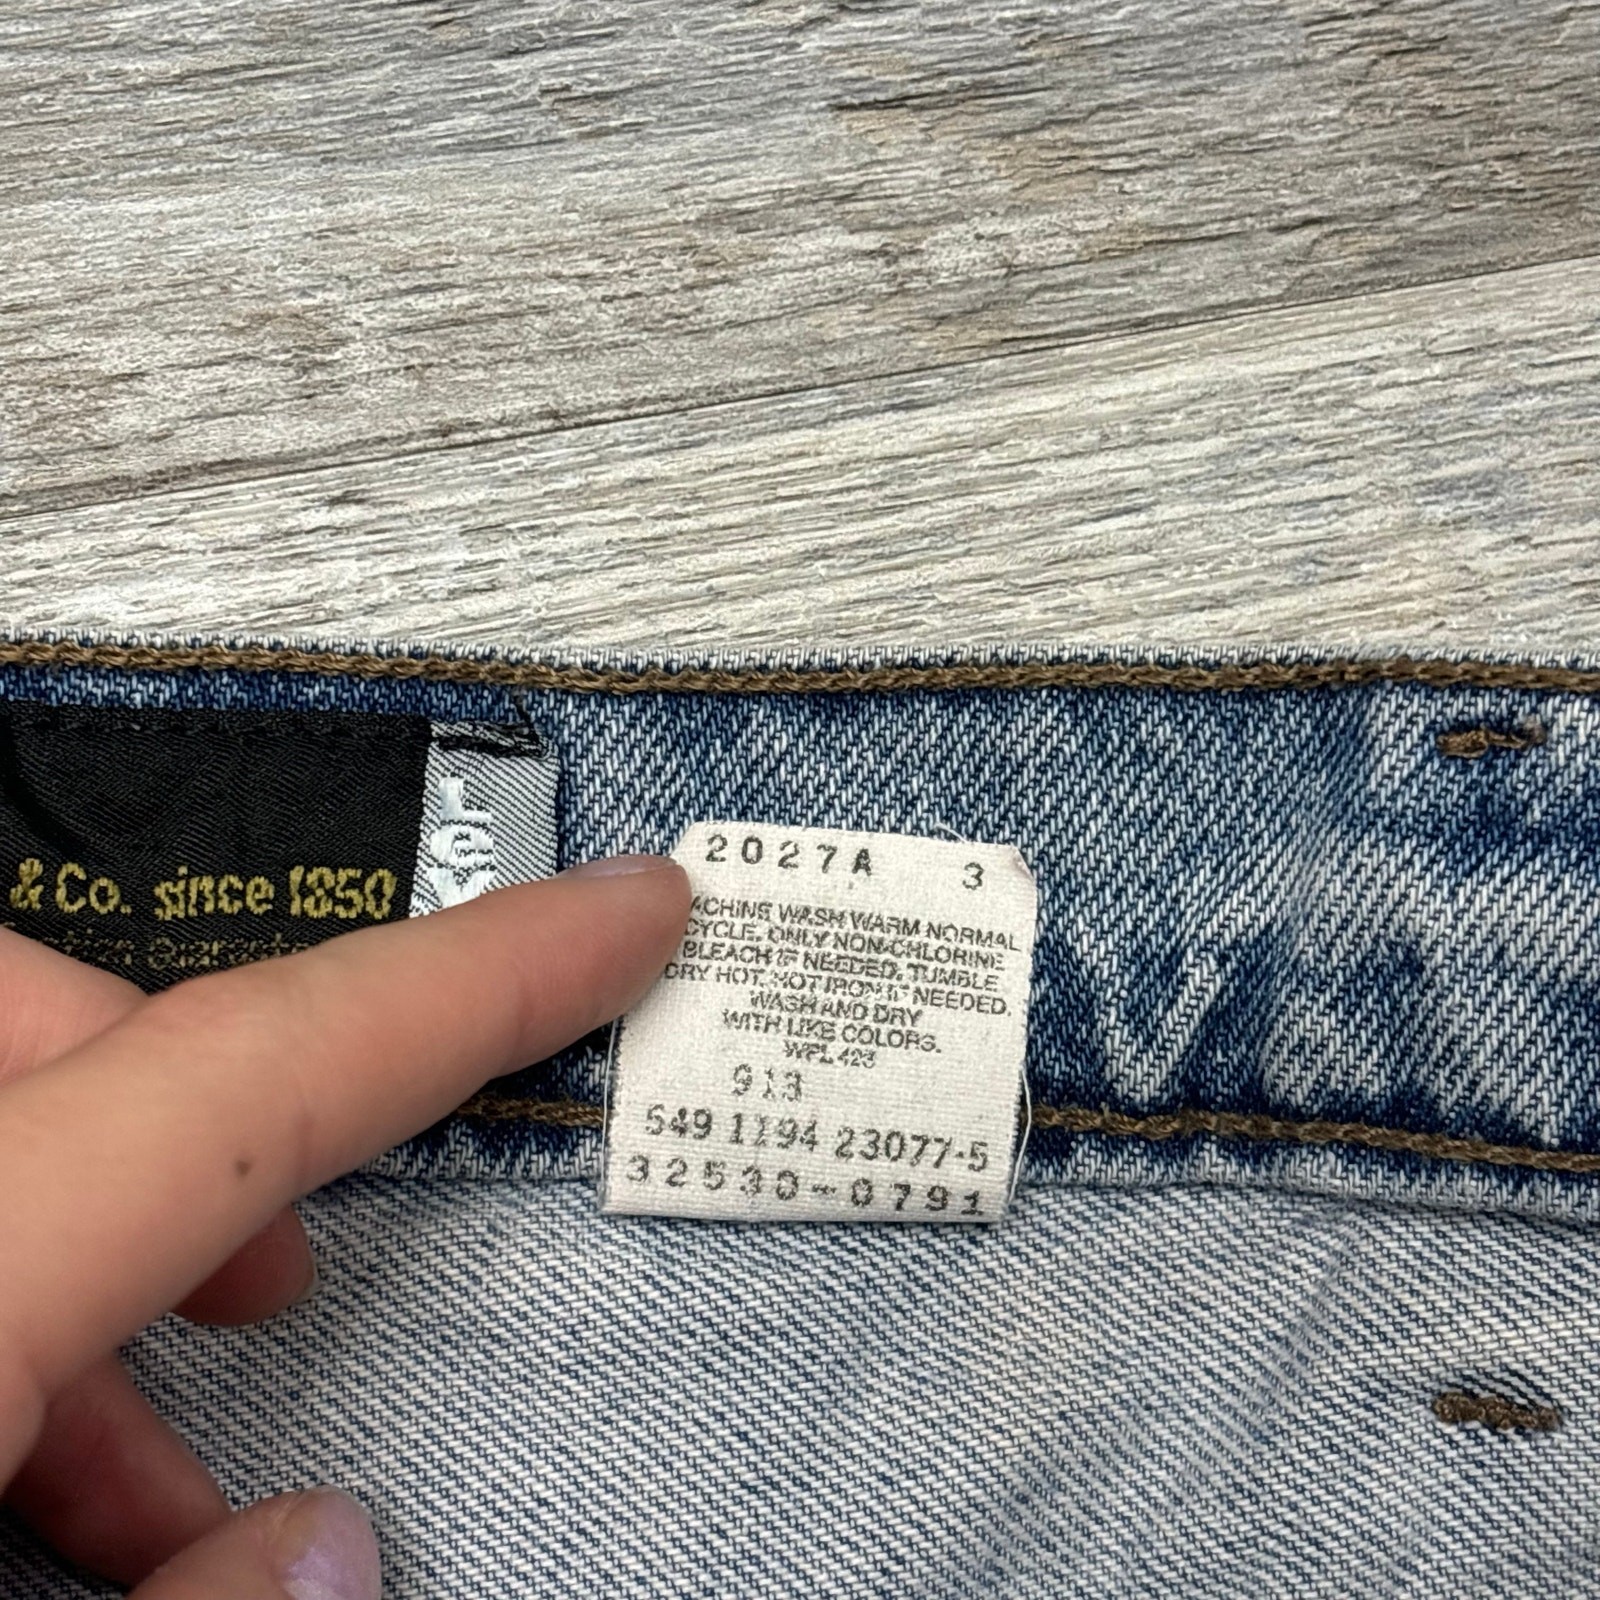 & Co. since 1850
2027A 3
ACHINE WASH WARM NORMAL
CYCLE. ONLY NON-CHLORINE
BLEACH IF NEEDED. TUMBLE
DRY HOT. HOT IRON IF NEEDED.
WASH AND DRY
WITH LIKE COLORS.
WPL 423
913
549 1194 23077-5
32530-0791